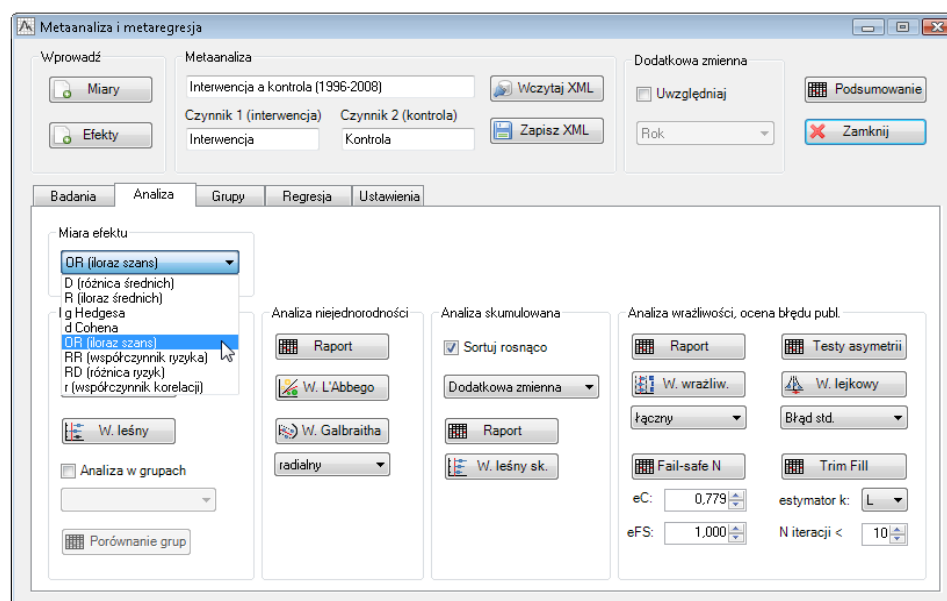 Metaanaliza i metaregresja
Wprowadź
Miary
Efekty
Metaanaliza
Interwencja a kontrola (1996-2008)
Wczytaj XML
Czynnik 1 (interwencja) Czynnik 2 (kontrola)
Interwencja Kontrola
Zapisz XML
Dodatkowa zmienna
Uwzględniaj
Rok
Podsumowanie
Zamknij
Badania Analiza Grupy Regresja Ustawienia
Miara efektu
OR (iloraz szans)
D (różnica średnich)
R (iloraz średnich)
g Hedgesa
d Cohena
OR (iloraz szans)
RR (współczynnik ryzyka)
RD (różnica ryzyk)
r (współczynnik korelacji)
W. leśny
Analiza w grupach
Porównanie grup
Analiza niejednorodności
Raport
W. L'Abbego
W. Galbraitha
radialny
Analiza skumulowana
Sortuj rosnąco
Dodatkowa zmienna
Raport
W. leśny sk.
Analiza wrażliwości, ocena błędu publ.
Raport Testy asymetrii
W. wrażliw. W. lejkowy
łączny Błąd std.
Fail-safe N Trim Fill
eC: 0,779 estymator k: L
eFS: 1,000 N iteracji < 10